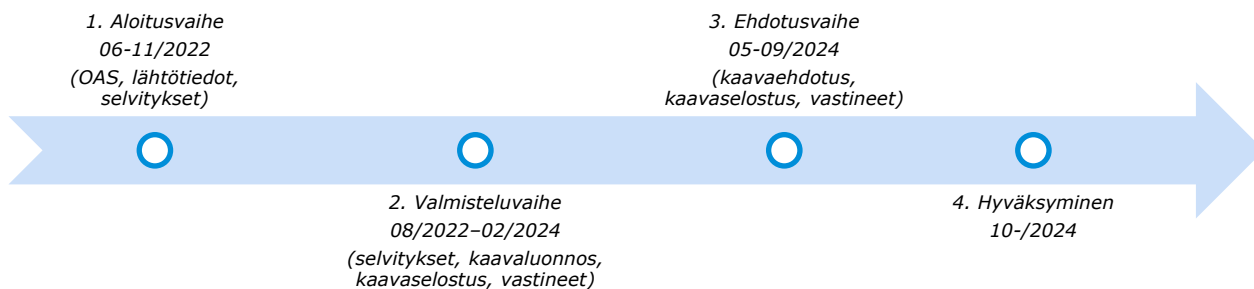 1. Aloitusvaihe
06-11/2022
(OAS, lähtötiedot,
selvitykset)
2. Valmisteluvaihe
08/2022–02/2024
(selvitykset, kaavaluonnos,
kaavaselostus, vastineet)
3. Ehdotusvaihe
05-09/2024
(kaavaehdotus,
kaavaselostus, vastineet)
4. Hyväksyminen
10-/2024